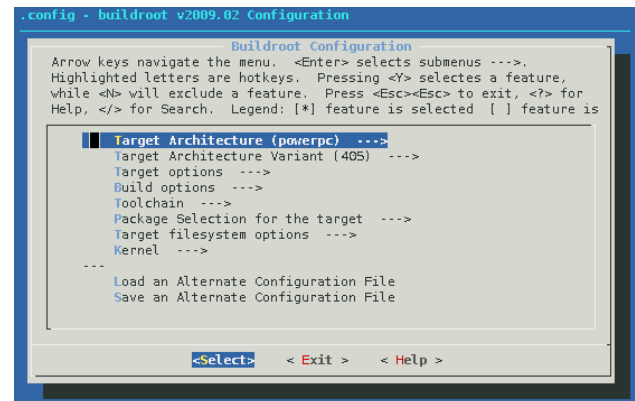 .config - buildroot v2009.02 Configuration
Buildroot Configuration
Arrow keys navigate the menu.  <Enter> selects submenus --->.
Highlighted letters are hotkeys.  Pressing <Y> selectes a feature,
while <N> will exclude a feature.  Press <Esc><Esc> to exit, <?> for
Help, </> for Search.  Legend: [*] feature is selected  [ ] feature is
Target Architecture (powerpc)  --->
Target Architecture Variant (405)  --->
Target options  --->
Build options  --->
Toolchain  --->
Package Selection for the target  --->
Target filesystem options  --->
Kernel  --->
---
Load an Alternate Configuration File
Save an Alternate Configuration File
<Select>    < Exit >    < Help >